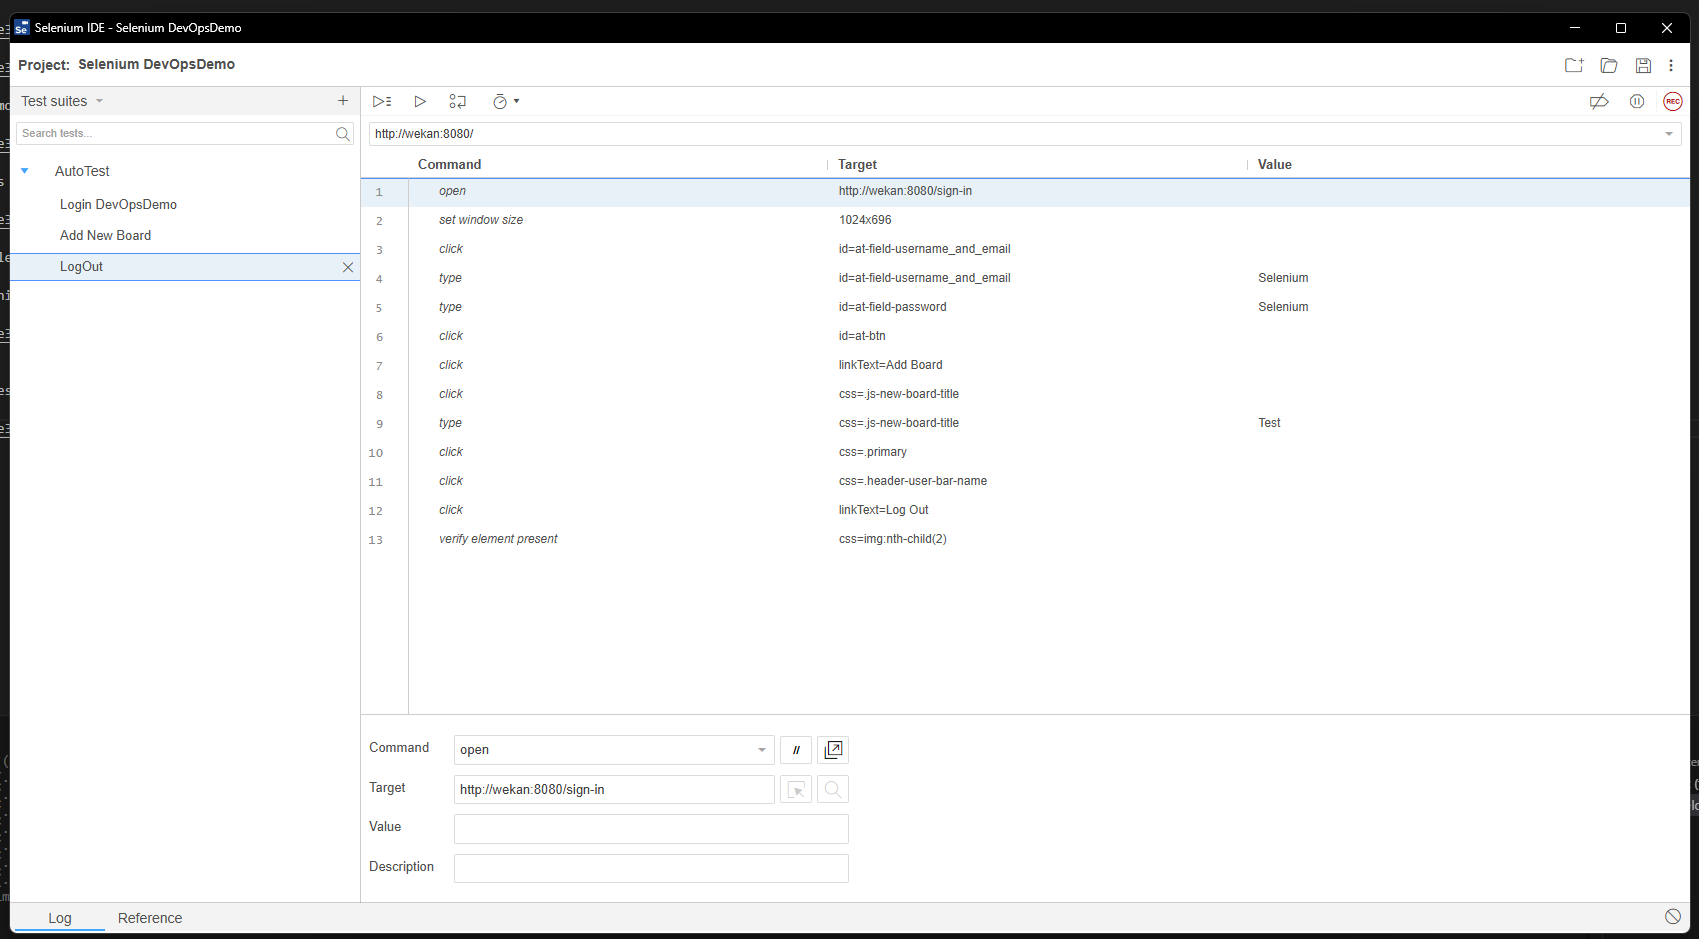 Selenium IDE - Selenium DevOpsDemo
Project: Selenium DevOpsDemo
Test suites
Search tests...
AutoTest
Login DevOpsDemo
Add New Board
LogOut
REC
http://wekan:8080/
Command Target Value
1 open http://wekan:8080/sign-in
2 set window size 1024x696
3 click id=at-field-username_and_email
4 type id=at-field-username_and_email Selenium
5 type id=at-field-password Selenium
6 click id=at-btn
7 click linkText=Add Board
8 click css=.js-new-board-title
9 type css=.js-new-board-title Test
10 click css=.primary
11 click css=.header-user-bar-name
12 click linkText=Log Out
13 verify element present css=img:nth-child(2)
Command open //
Target http://wekan:8080/sign-in
Value
Description
Log Reference